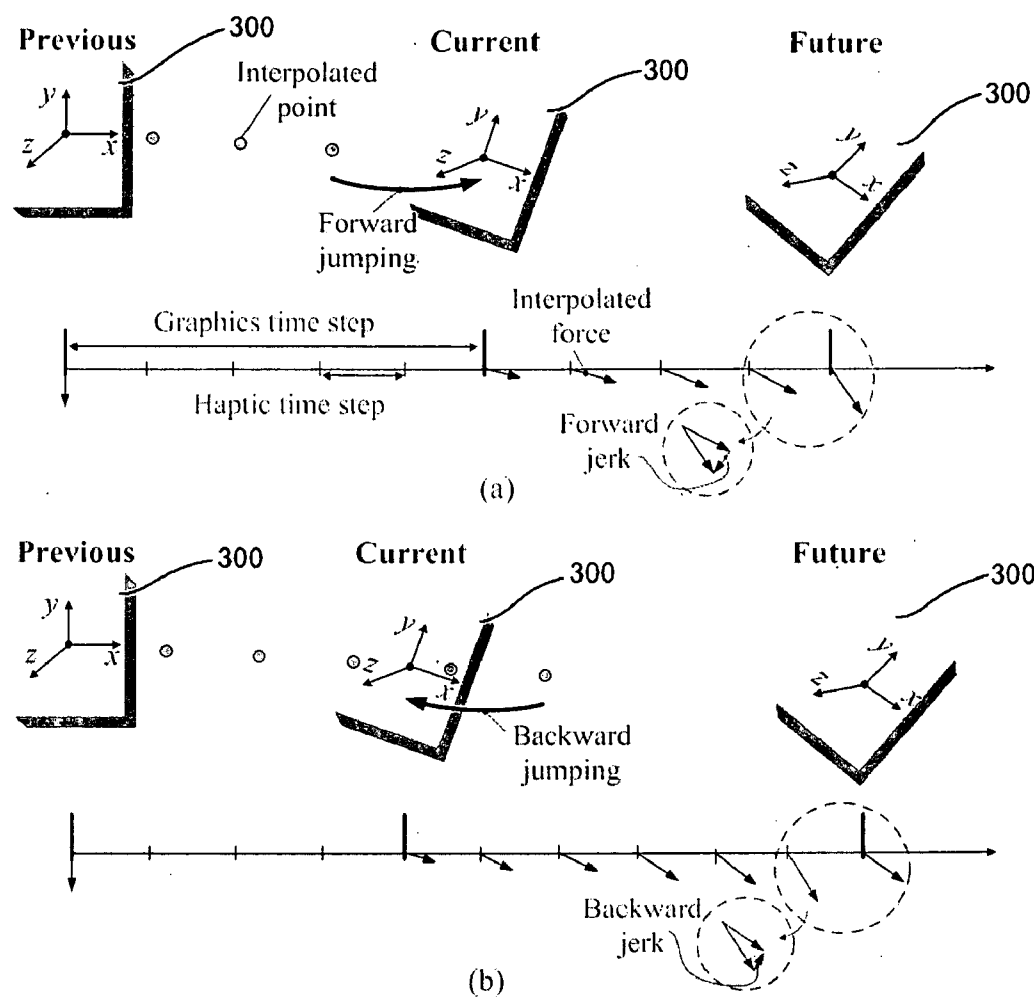 Previous
300
Current
Future
Interpolated
point
300
300
y
z
x
y
z
x
y
z
x
Forward
jumping
Graphics time step
Interpolated
force
Haptic time step
Forward
jerk
(a)
Previous
300
Current
300
Future
300
y
z
x
y
z
x
y
z
x
Backward
jumping
Backward
jerk
(b)